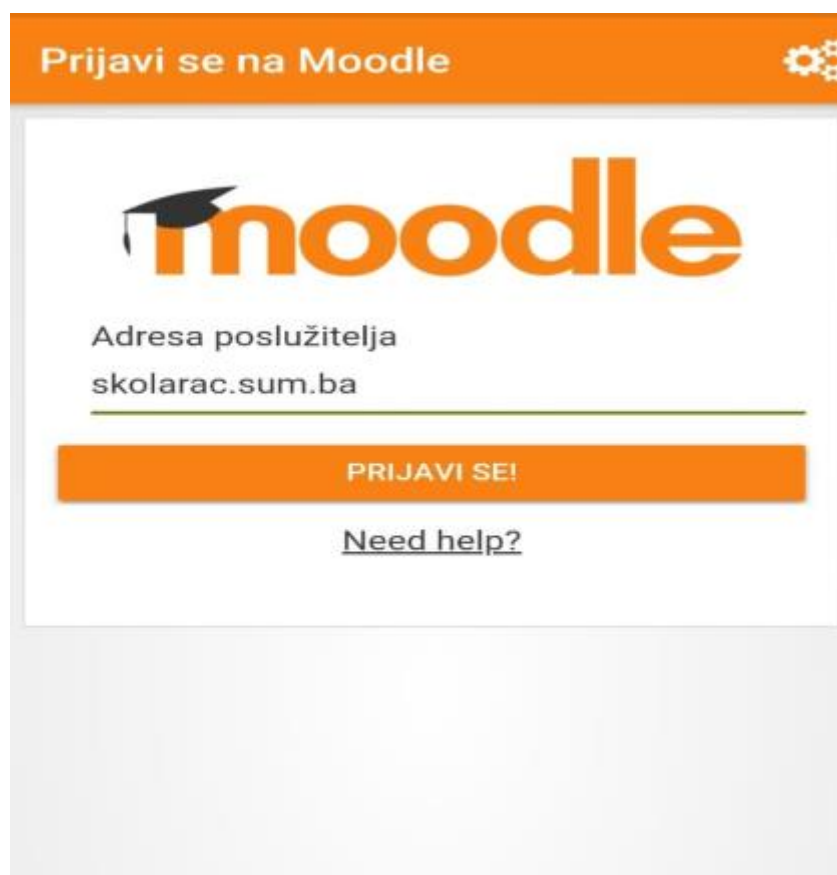 Prijavi se na Moodle
moodle
Adresa poslužitelja
skolarac.sum.ba
PRIJAVI SE!
Need help?